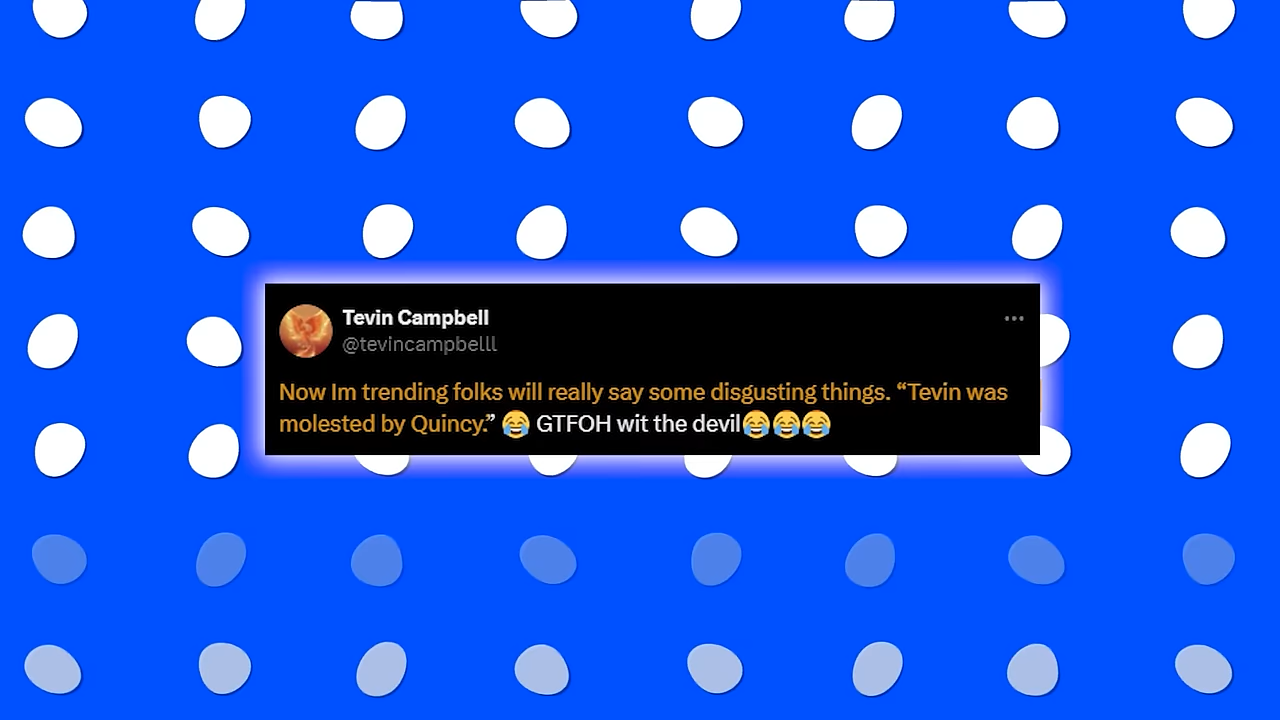 Tevin Campbell
@tevincampbelll
Now Im trending folks will really say some disgusting things. “Tevin was
molested by Quincy.” 😂 GTFOH wit the devil😂😂😂